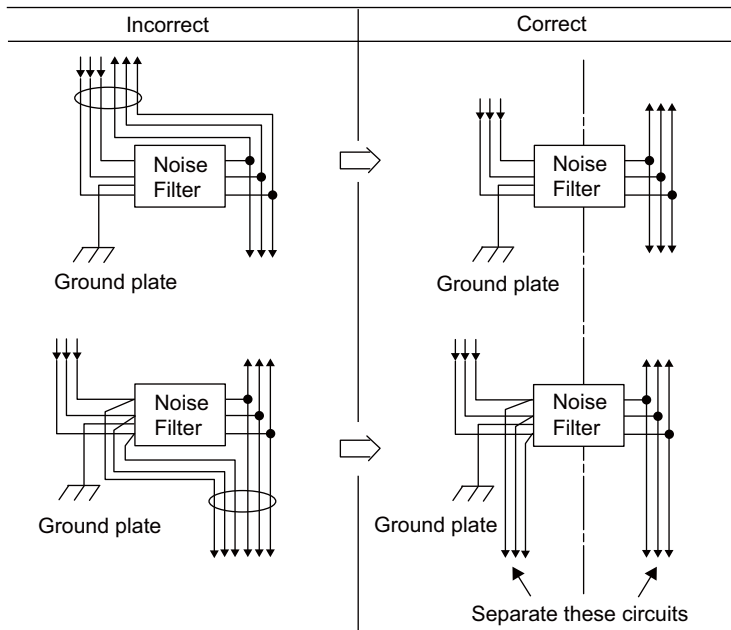 Incorrect
Correct
Noise
Filter
Ground plate
Noise
Filter
Ground plate
Noise
Filter
Ground plate
Noise
Filter
Ground plate
Separate these circuits